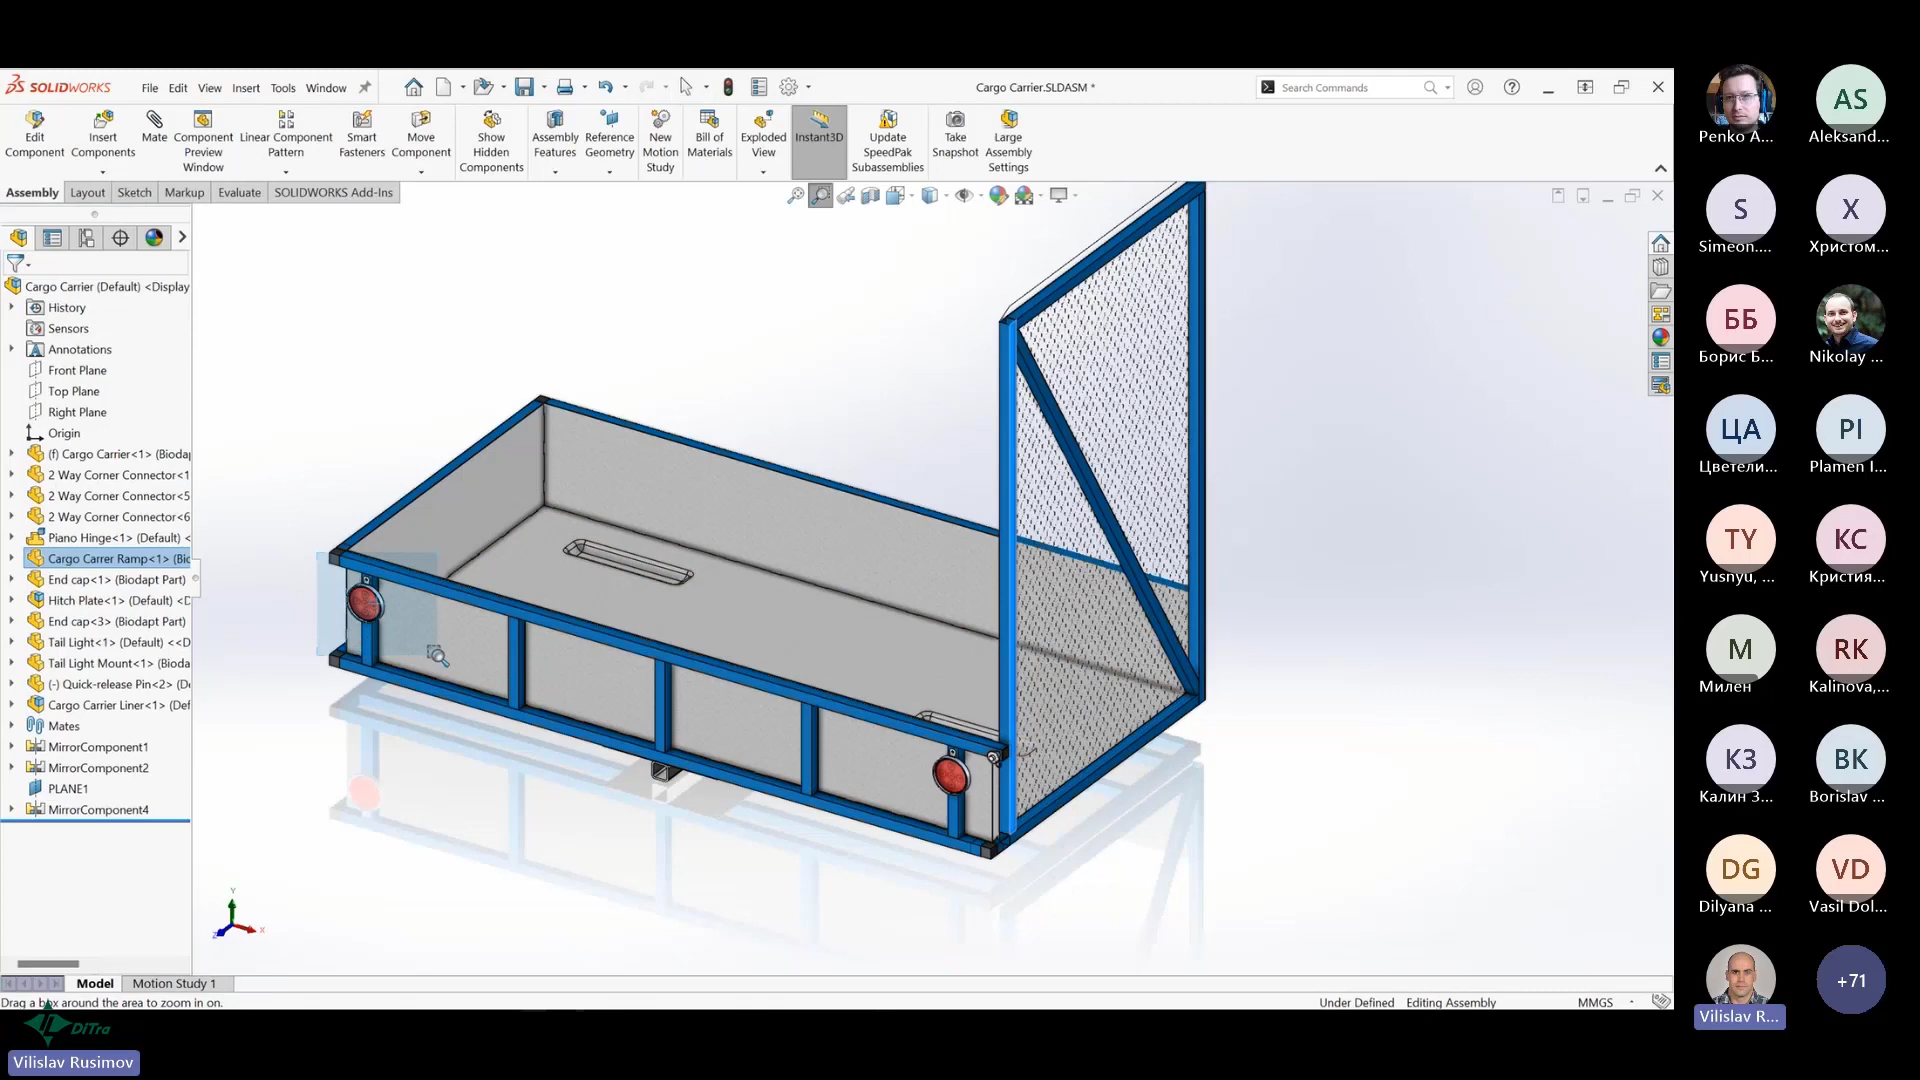 SOLIDWORKS File Edit View Insert Tools Window
Cargo Carrier.SLDASM *
Search Commands
Edit Component
Insert Components
Mate
Component Preview Window
Linear Component Pattern
Smart Fasteners
Move Component
Show Hidden Components
Assembly Features
Reference Geometry
New Motion Study
Bill of Materials
Exploded View
Instant3D
Update SpeedPak Subassemblies
Take Snapshot
Large Assembly Settings
Assembly Layout Sketch Markup Evaluate SOLIDWORKS Add-Ins
Cargo Carrier (Default) <Display
History
Sensors
Annotations
Front Plane
Top Plane
Right Plane
Origin
(f) Cargo Carrier<1> (Biodap
2 Way Corner Connector<1
2 Way Corner Connector<5
2 Way Corner Connector<6
Piano Hinge<1> (Default) <
Cargo Carrer Ramp<1> (Bio
End cap<1> (Biodapt Part)
Hitch Plate<1> (Default) <D
End cap<3> (Biodapt Part)
Tail Light<1> (Default) <<D
Tail Light Mount<1> (Bioda
(-) Quick-release Pin<2> (De
Cargo Carrier Liner<1> (Def
Mates
MirrorComponent1
MirrorComponent2
PLANE1
MirrorComponent4
Y
X
Z
Model Motion Study 1
Drag a box around the area to zoom in on.
Under Defined Editing Assembly MMGS
DiTra
Vilislav Rusimov
Penko A...
AS
Aleksand...
S
Simeon....
X
Христом...
ББ
Борис Б...
Nikolay ...
ЦА
Цветели...
PI
Plamen I...
TY
Yusnyu, ...
КС
Кристия...
М
Милен
RK
Kalinova,...
КЗ
Калин З...
BK
Borislav ...
DG
Dilyana ...
VD
Vasil Dol...
Vilislav R...
+71